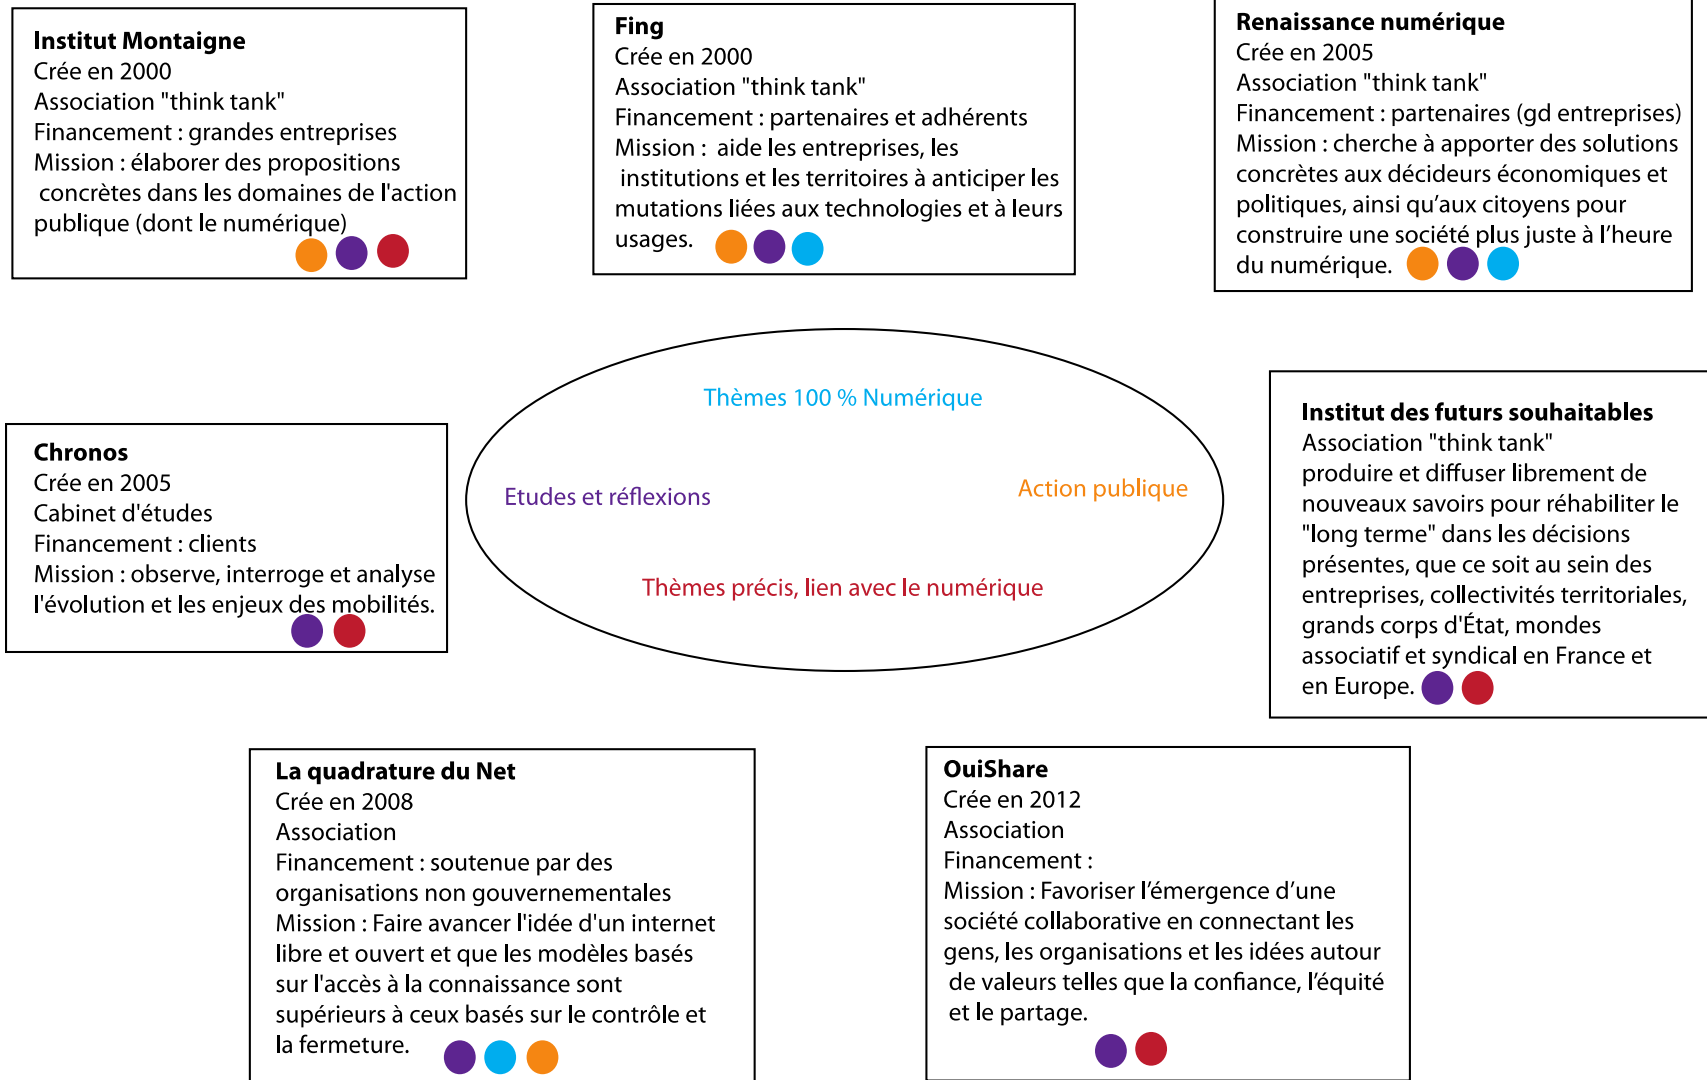 Institut Montaigne
Crée en 2000
Association "think tank"
Financement : grandes entreprises
Mission : élaborer des propositions
concrètes dans les domaines de l'action
publique (dont le numérique)
Fing
Crée en 2000
Association "think tank"
Financement : partenaires et adhérents
Mission : aide les entreprises, les
institutions et les territoires à anticiper les
mutations liées aux technologies et à leurs
usages.
Renaissance numérique
Crée en 2005
Association "think tank"
Financement : partenaires (gd entreprises)
Mission : cherche à apporter des solutions
concrètes aux décideurs économiques et
politiques, ainsi qu’aux citoyens pour
construire une société plus juste à l’heure
du numérique.
Chronos
Crée en 2005
Cabinet d'études
Financement : clients
Mission : observe, interroge et analyse
l'évolution et les enjeux des mobilités.
Thèmes 100 % Numérique
Etudes et réflexions
Action publique
Thèmes précis, lien avec le numérique
Institut des futurs souhaitables
Association "think tank"
produire et diffuser librement de
nouveaux savoirs pour réhabiliter le
"long terme" dans les décisions
présentes, que ce soit au sein des
entreprises, collectivités territoriales,
grands corps d'État, mondes
associatif et syndical en France et
en Europe.
La quadrature du Net
Crée en 2008
Association
Financement : soutenue par des
organisations non gouvernementales
Mission : Faire avancer l'idée d'un internet
libre et ouvert et que les modèles basés
sur l'accès à la connaissance sont
supérieurs à ceux basés sur le contrôle et
la fermeture.
OuiShare
Crée en 2012
Association
Financement :
Mission : Favoriser l’émergence d’une
société collaborative en connectant les
gens, les organisations et les idées autour
de valeurs telles que la confiance, l’équité
et le partage.